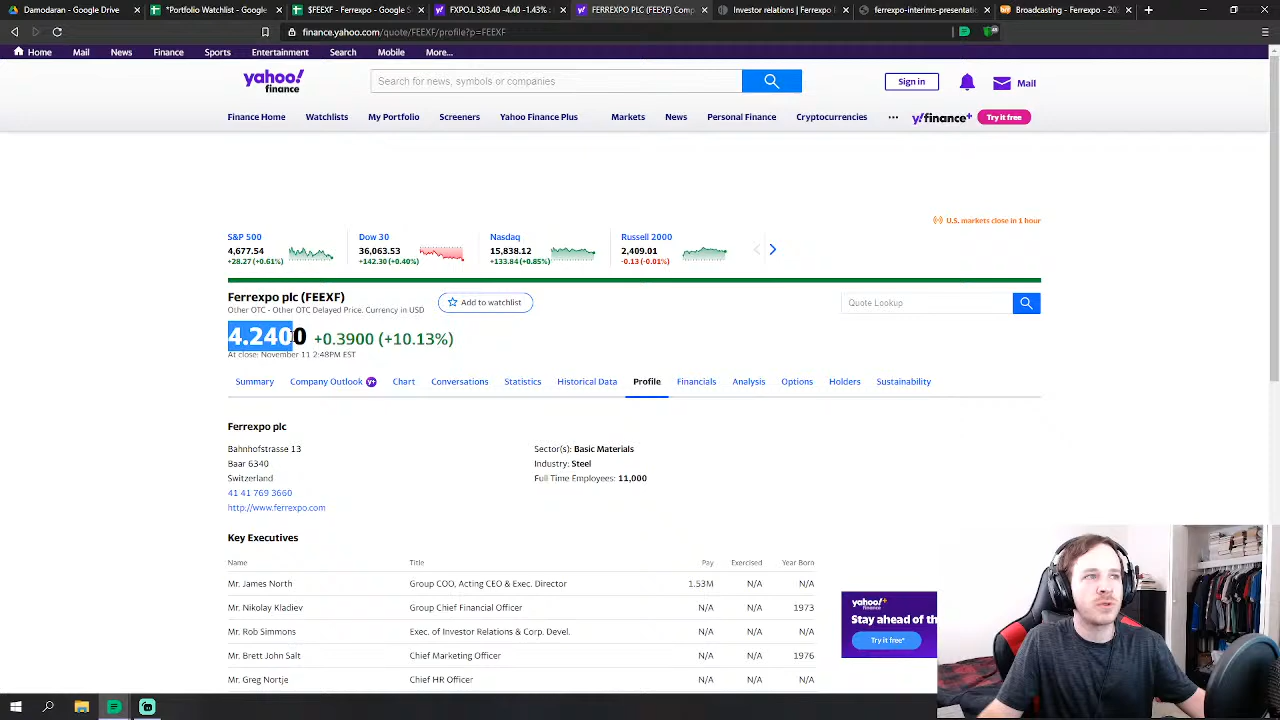 Damodaran - Google Drive
*Portfolio Watchlist - Google
$FEXF - Ferrexpo - Google S
FXPO.L 303.40 -4.40 -1.43% :
FERREXPO PLC (FEEXF) Comp
Investor relations | Ferrexpo
ferrexpo-interims-presentatio
Broadcasting - Ferrexpo - 20
finance.yahoo.com/quote/FEEXF/profile?p=FEEXF
Home Mail News Finance Sports Entertainment Search Mobile More...
yahoo! finance
Search for news, symbols or companies
Sign in
Mail
Finance Home Watchlists My Portfolio Screeners Yahoo Finance Plus Markets News Personal Finance Cryptocurrencies ... y!finance+ Try it free
U.S. markets close in 1 hour
S&P 500
4,677.54
+28.27 (+0.61%)
Dow 30
36,063.53
+142.30 (+0.40%)
Nasdaq
15,838.12
+133.84 (+0.85%)
Russell 2000
2,409.01
-0.13 (-0.01%)
Ferrexpo plc (FEEXF)
Add to watchlist
Other OTC - Other OTC Delayed Price. Currency in USD
Quote Lookup
4.2400 +0.3900 (+10.13%)
At close: November 11 2:48PM EST
Summary Company Outlook Chart Conversations Statistics Historical Data Profile Financials Analysis Options Holders Sustainability
Ferrexpo plc
Bahnhofstrasse 13
Baar 6340
Switzerland
41 41 769 3660
http://www.ferrexpo.com
Sector(s): Basic Materials
Industry: Steel
Full Time Employees: 11,000
Key Executives
Name Title Pay Exercised Year Born
Mr. James North Group COO, Acting CEO & Exec. Director 1.53M N/A N/A
Mr. Nikolay Kladiev Group Chief Financial Officer N/A N/A 1973
Mr. Rob Simmons Exec. of Investor Relations & Corp. Devel. N/A N/A N/A
Mr. Brett John Salt Chief Marketing Officer N/A N/A 1976
Mr. Greg Nortje Chief HR Officer N/A N/A N/A
yahoo!+ finance
Stay ahead of th
Try it free*